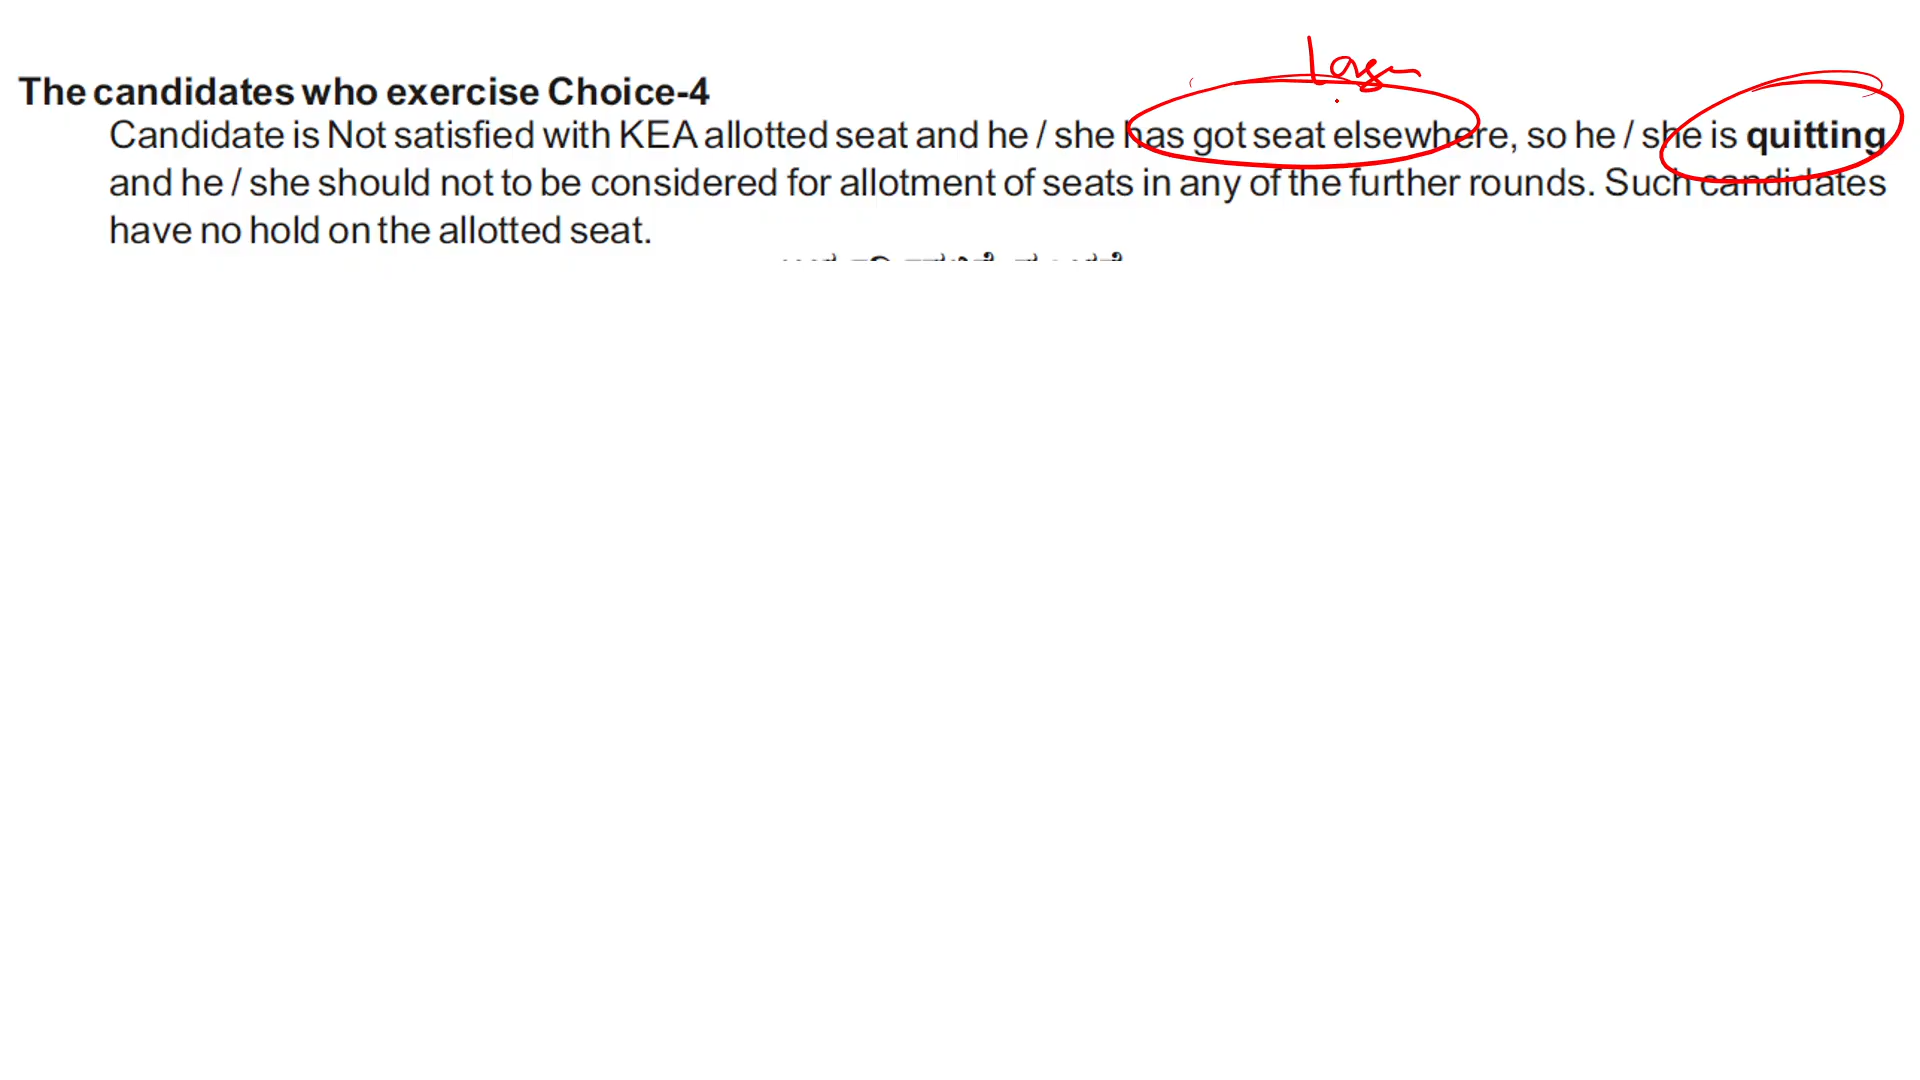 The candidates who exercise Choice-4
Candidate is Not satisfied with KEA allotted seat and he / she has got seat elsewhere, so he / she is quitting
and he / she should not to be considered for allotment of seats in any of the further rounds. Such candidates
have no hold on the allotted seat.